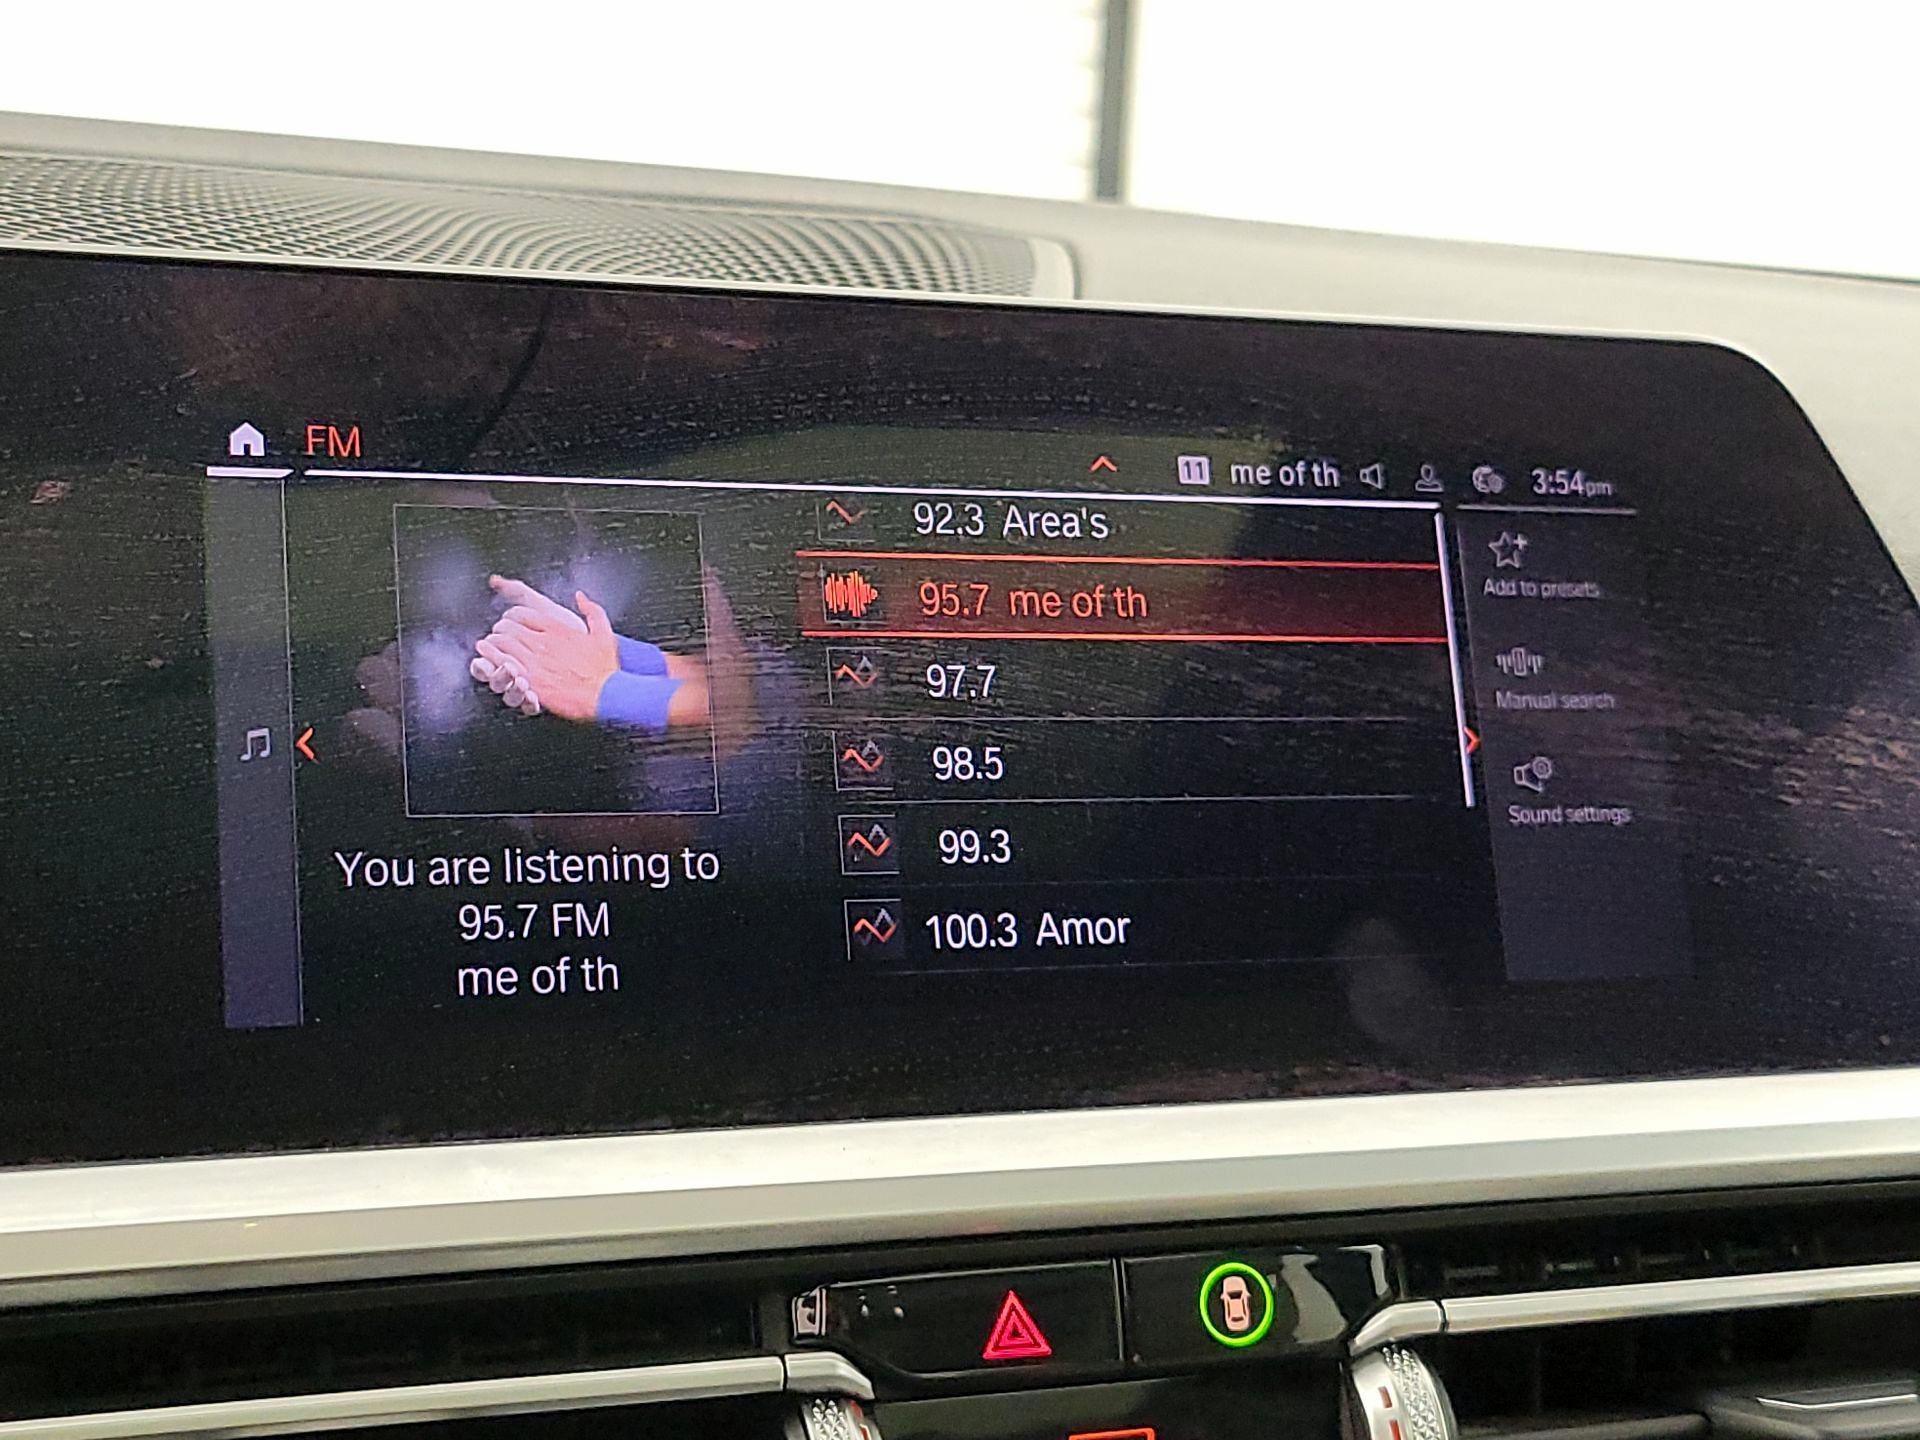 FM
11 me of th 3:54pm
92.3 Area's
95.7 me of th
97.7
98.5
99.3
100.3 Amor
You are listening to
95.7 FM
me of th
Add to presets
Manual search
Sound settings